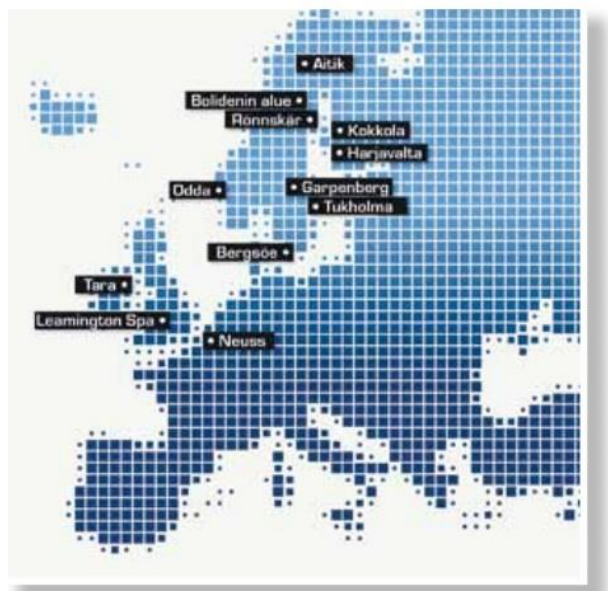 Aitik
Bolidenin alue
Rönnskär
Kokkola
Harjavalta
Odda
Garpenberg
Tukholma
Bergsöe
Tara
Leamington Spa
Neuss